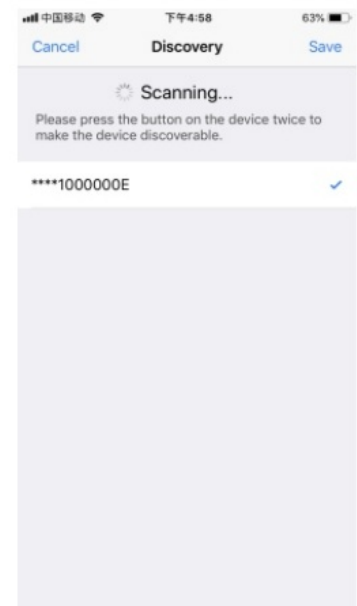 中国移动 下午4:58 63%
Cancel Discovery Save
Scanning...
Please press the button on the device twice to
make the device discoverable.
****1000000E